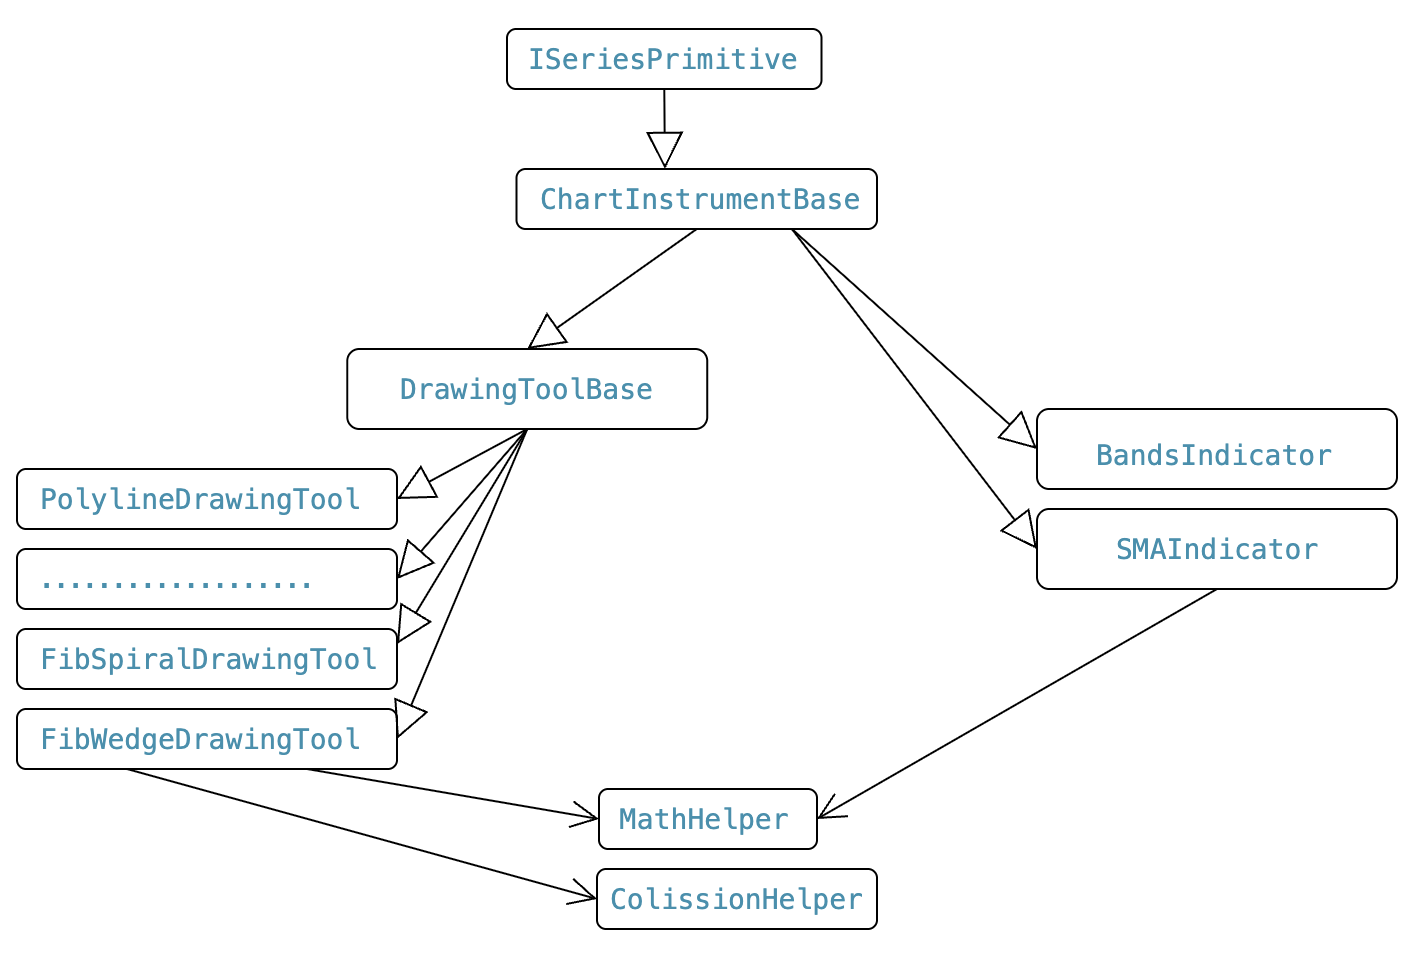 ISeriesPrimitive
ChartInstrumentBase
DrawingToolBase
BandsIndicator
PolylineDrawingTool
SMAIndicator
...................
FibSpiralDrawingTool
FibWedgeDrawingTool
MathHelper
ColissionHelper